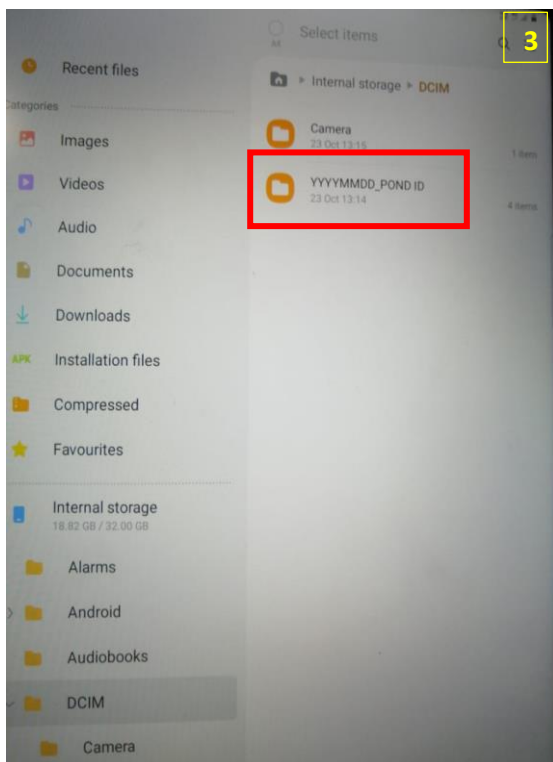 Select items
3
Recent files
Internal storage
DCIM
Categories
Images
Camera
23 Oct 13:15
1 item
Videos
YYYYMMDD_POND ID
23 Oct 13:14
4 items
Audio
Documents
Downloads
APK
Installation files
Compressed
Favourites
Internal storage
18.82 GB / 32.00 GB
Alarms
Android
Audiobooks
DCIM
Camera